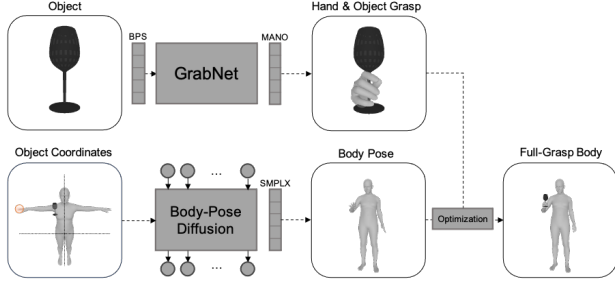 Object
BPS
GrabNet
MANO
Hand & Object Grasp
Object Coordinates
...
Body-Pose
Diffusion
...
SMPLX
Body Pose
Optimization
Full-Grasp Body